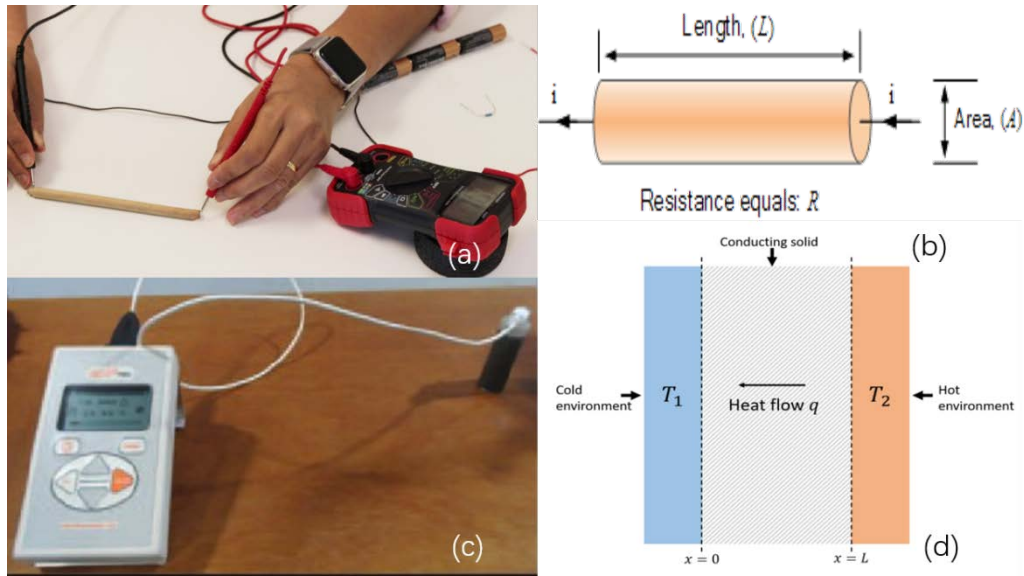 (a)
Length, (L)
i
i
Area, (A)
Resistance equals: R
(b)
(c)
Conducting solid
Cold
environment
T₁
Heat flow q
T₂
Hot
environment
x = 0
x = L
(d)